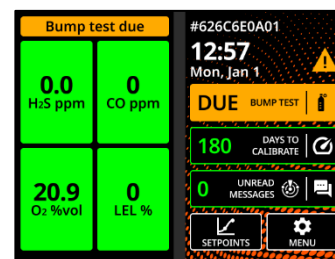 Bump test due
0.0
H₂S ppm
0
CO ppm
20.9
O₂ %vol
0
LEL %
#626C6E0A01
12:57
Mon, Jan 1
DUE BUMP TEST
180 DAYS TO
CALIBRATE
0 UNREAD
MESSAGES
SETPOINTS
MENU